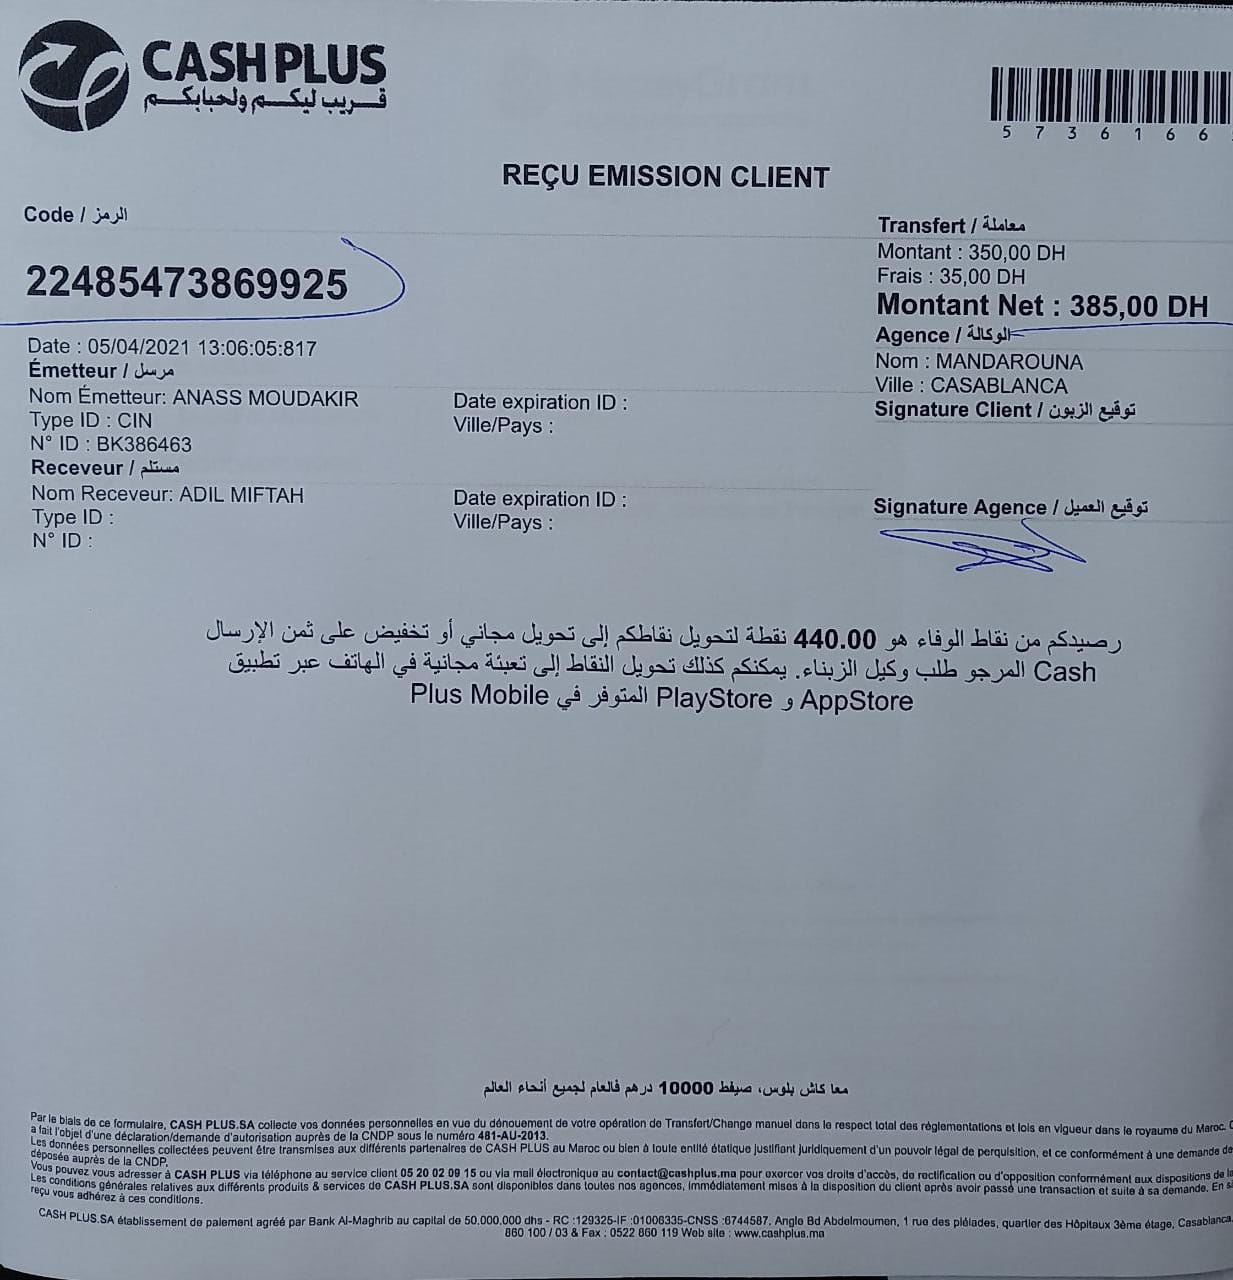 CASH PLUS
قريب ليكم ولحبابكم
5 7 3 6 1 6 6
REÇU EMISSION CLIENT
Code / الرمز
22485473869925
Date : 05/04/2021 13:06:05:817
Émetteur / مرسل
Nom Émetteur: ANASS MOUDAKIR
Type ID : CIN
N° ID : BK386463
Date expiration ID :
Ville/Pays :
Receveur / مستلم
Nom Receveur: ADIL MIFTAH
Type ID :
N° ID :
Date expiration ID :
Ville/Pays :
Transfert / معاملة
Montant : 350,00 DH
Frais : 35,00 DH
Montant Net : 385,00 DH
Agence / الوكالة
Nom : MANDAROUNA
Ville : CASABLANCA
Signature Client / توقيع الزبون
Signature Agence / توقيع العميل
رصيدكم من نقاط الوفاء هو 440.00 نقطة لتحويل نقاطكم إلى تحويل مجاني أو تخفيض على ثمن الإرسال
Cash المرجو طلب وكيل الزبناء. يمكنكم كذلك تحويل النقاط إلى تعبئة مجانية في الهاتف عبر تطبيق
Plus Mobile المتوفر في PlayStore و AppStore
معا كاش بلوس، صيفط 10000 درهم فالعام لجميع أنحاء العالم
Par le biais de ce formulaire, CASH PLUS.SA collecte vos données personnelles en vue du dénouement de votre opération de Transfert/Change manuel dans le respect total des réglementations et lois en vigueur dans le royaume du Maroc. C
a fait l'objet d'une déclaration/demande d'autorisation auprès de la CNDP sous le numéro 481-AU-2013.
Les données personnelles collectées peuvent être transmises aux différents partenaires de CASH PLUS au Maroc ou bien à toute entité étatique justifiant juridiquement d'un pouvoir légal de perquisition, et ce conformément à une demande de
déposée auprès de la CNDP.
Vous pouvez vous adresser à CASH PLUS via téléphone au service client 05 20 02 09 15 ou via mail électronique au contact@cashplus.ma pour exercer vos droits d'accès, de rectification ou d'opposition conformément aux dispositions de la
Les conditions générales relatives aux différents produits & services de CASH PLUS.SA sont disponibles dans toutes nos agences, immédiatement mises à la disposition du client après avoir passé une transaction et suite à sa demande. En s
reçu vous adhérez à ces conditions.
CASH PLUS.SA établissement de paiement agréé par Bank Al-Maghrib au capital de 50.000.000 dhs - RC :129325-IF :01006335-CNSS :6744587. Angle Bd Abdelmoumen, 1 rue des pléiades, quartier des Hôpitaux 3ème étage, Casablanca.
860 100 / 03 & Fax : 0522 860 119 Web site : www.cashplus.ma